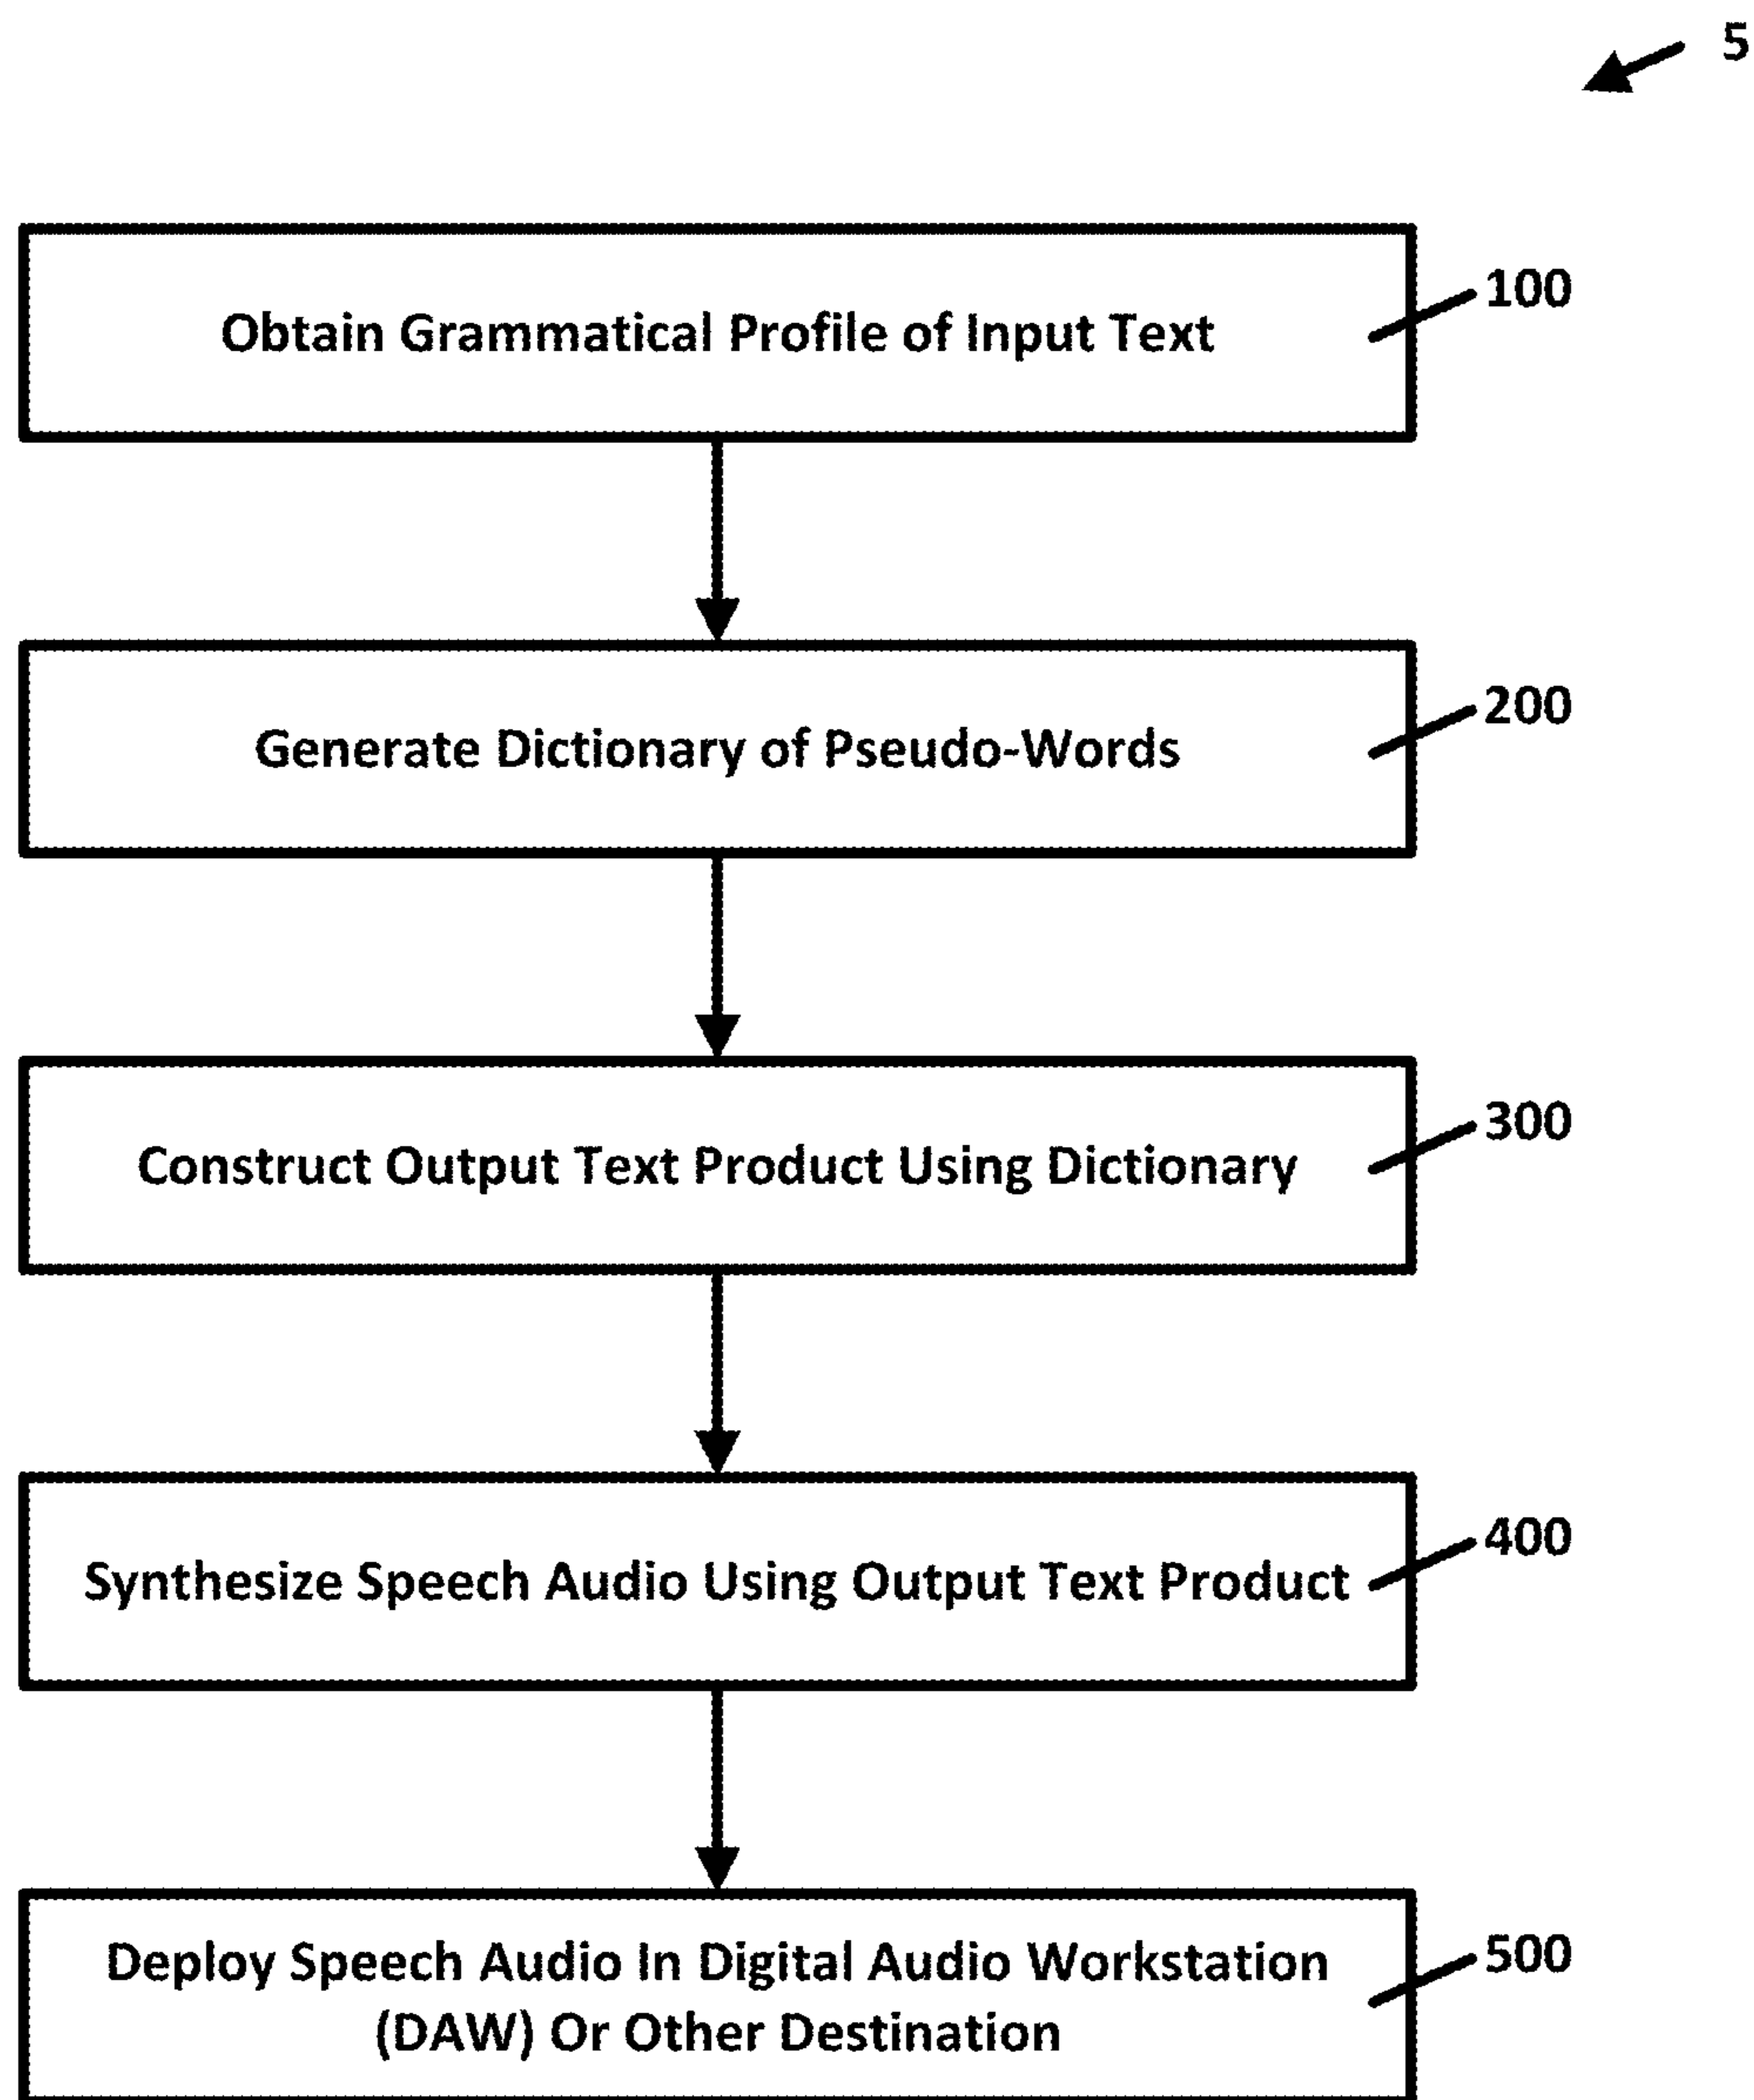 5
Obtain Grammatical Profile of Input Text
100
Generate Dictionary of Pseudo-Words
200
Construct Output Text Product Using Dictionary
300
Synthesize Speech Audio Using Output Text Product
400
Deploy Speech Audio In Digital Audio Workstation
(DAW) Or Other Destination
500